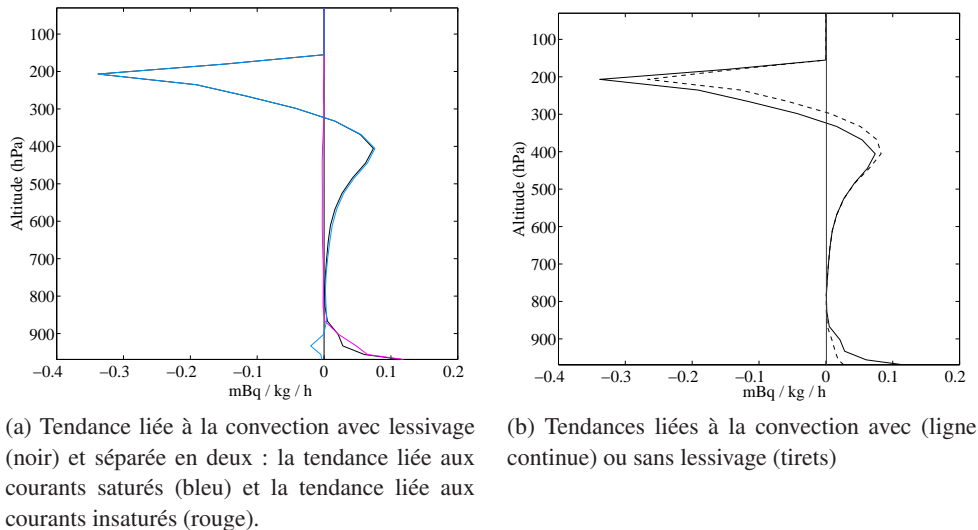 100
200
300
400
500
600
700
800
900
Altitude (hPa)
−0.4 −0.3 −0.2 −0.1 0 0.1 0.2
mBq / kg / h
100
200
300
400
500
600
700
800
900
Altitude (hPa)
−0.4 −0.3 −0.2 −0.1 0 0.1 0.2
mBq / kg / h
(a) Tendance liée à la convection avec lessivage
(noir) et séparée en deux : la tendance liée aux
courants saturés (bleu) et la tendance liée aux
courants insaturés (rouge).
(b) Tendances liées à la convection avec (ligne
continue) ou sans lessivage (tirets)